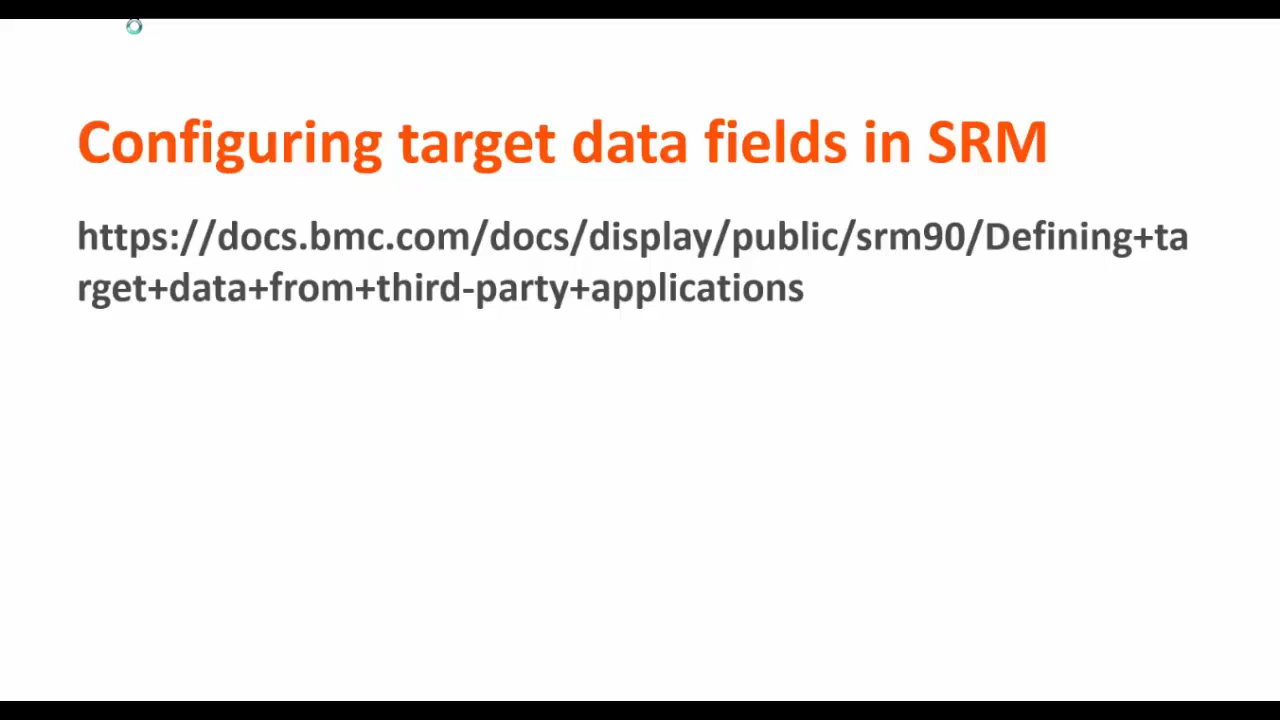 Configuring target data fields in SRM
https://docs.bmc.com/docs/display/public/srm90/Defining+ta
rget+data+from+third-party+applications